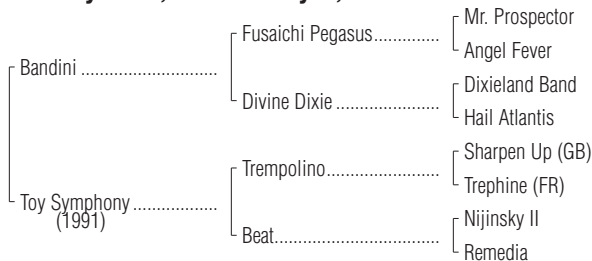 Mr. Prospector
Fusaichi Pegasus..............
Angel Fever
Bandini .............................
Dixieland Band
Divine Dixie ......................
Hail Atlantis
Sharpen Up (GB)
Trempolino........................
Trephine (FR)
Toy Symphony ..................
(1991)
Nijinsky II
Beat...................................
Remedia